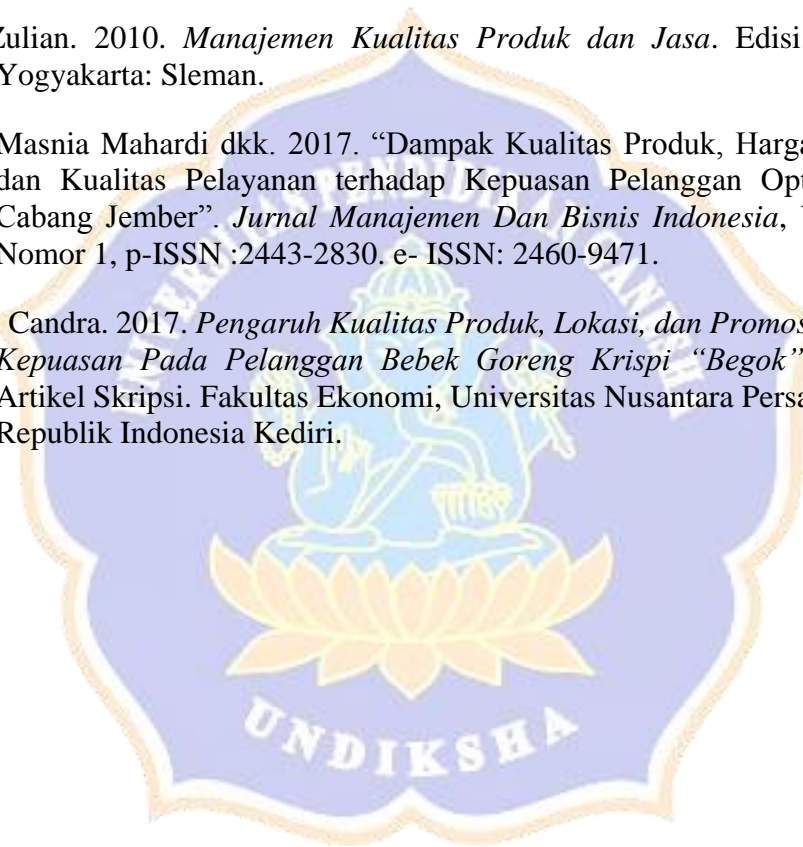 Zulian. 2010. Manajemen Kualitas Produk dan Jasa. Edisi
Yogyakarta: Sleman.
Masnia Mahardi dkk. 2017. “Dampak Kualitas Produk, Harga
dan Kualitas Pelayanan terhadap Kepuasan Pelanggan Opt
Cabang Jember”. Jurnal Manajemen Dan Bisnis Indonesia,
Nomor 1, p-ISSN :2443-2830. e- ISSN: 2460-9471.
Candra. 2017. Pengaruh Kualitas Produk, Lokasi, dan Promos
Kepuasan Pada Pelanggan Bebek Goreng Krispi “Begok”
Artikel Skripsi. Fakultas Ekonomi, Universitas Nusantara Persa
Republik Indonesia Kediri.
UNIVERSITAS PENDIDIKAN GANESHA
UNDIKSHA